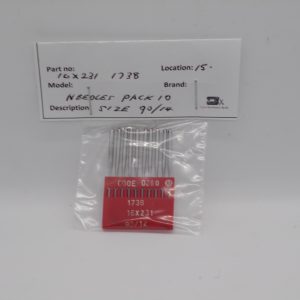 Part no: Location: 15-
16x231 1738
Model: Brand:
NEEDLES PACK 10
Description SIZE 90/14
1738
16X231